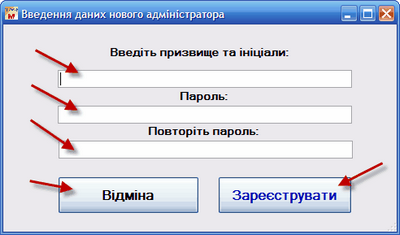 Введення даних нового адміністратора
Введіть призвище та ініціали:
Пароль:
Повторіть пароль:
Відміна
Зареєструвати